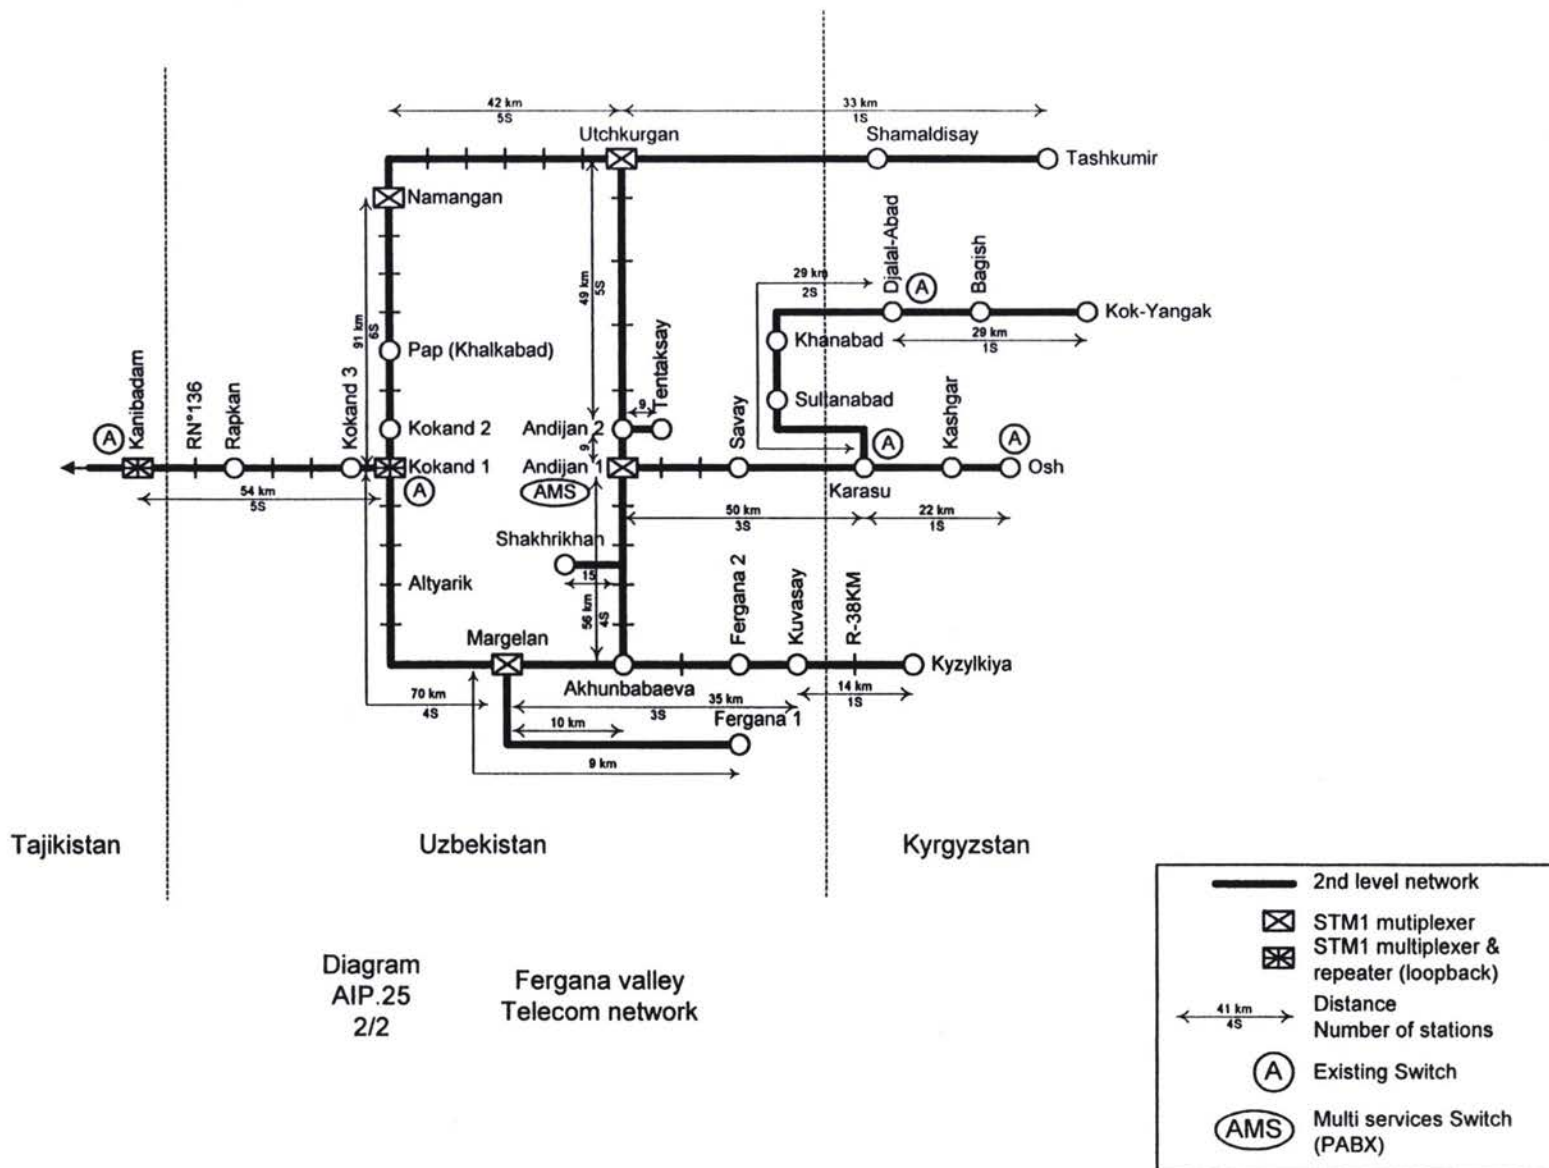 42 km
5S
33 km
1S
Utchkurgan
Shamaldisay
Tashkumir
Namangan
91 km
6S
49 km
5S
Tentaksay
29 km
2S
Djalal-Abad
A
Bagish
Kok-Yangak
29 km
1S
Khanabad
Pap (Khalkabad)
Sultanabad
A
Kanibadam
RN°136
Rapkan
Kokand 3
Kokand 2
Andijan 2
9
9
Savay
A
Kashgar
A
Osh
Kokand 1
Andijan 1
Karasu
A
AMS
54 km
5S
50 km
3S
22 km
1S
Shakhrikhan
15
56 km
4S
Altyarik
Fergana 2
Kuvasay
R-38KM
Margelan
Akhunbabaeva
Kyzylkiya
70 km
4S
35 km
3S
14 km
1S
10 km
Fergana 1
9 km
Tajikistan
Uzbekistan
Kyrgyzstan
Diagram
AIP.25
2/2
Fergana valley
Telecom network
2nd level network
STM1 mutiplexer
STM1 multiplexer &
repeater (loopback)
41 km
4S
Distance
Number of stations
A
Existing Switch
AMS
Multi services Switch
(PABX)